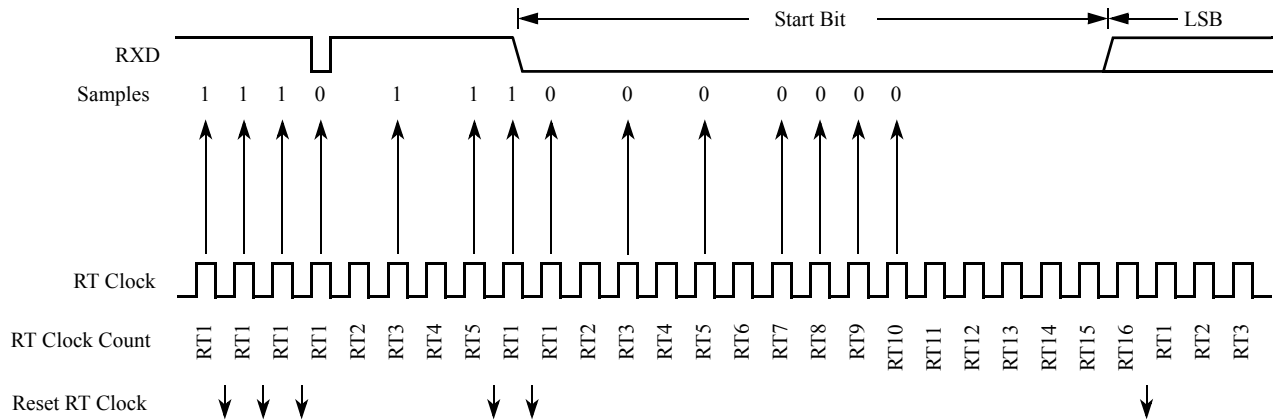 Start Bit LSB
RXD
Samples 1 1 1 0 1 1 1 0 0 0 0 0 0 0
RT Clock
RT Clock Count RT1 RT1 RT1 RT1 RT2 RT3 RT4 RT5 RT1 RT1 RT2 RT3 RT4 RT5 RT6 RT7 RT8 RT9 RT10 RT11 RT12 RT13 RT14 RT15 RT16 RT1 RT2 RT3
Reset RT Clock